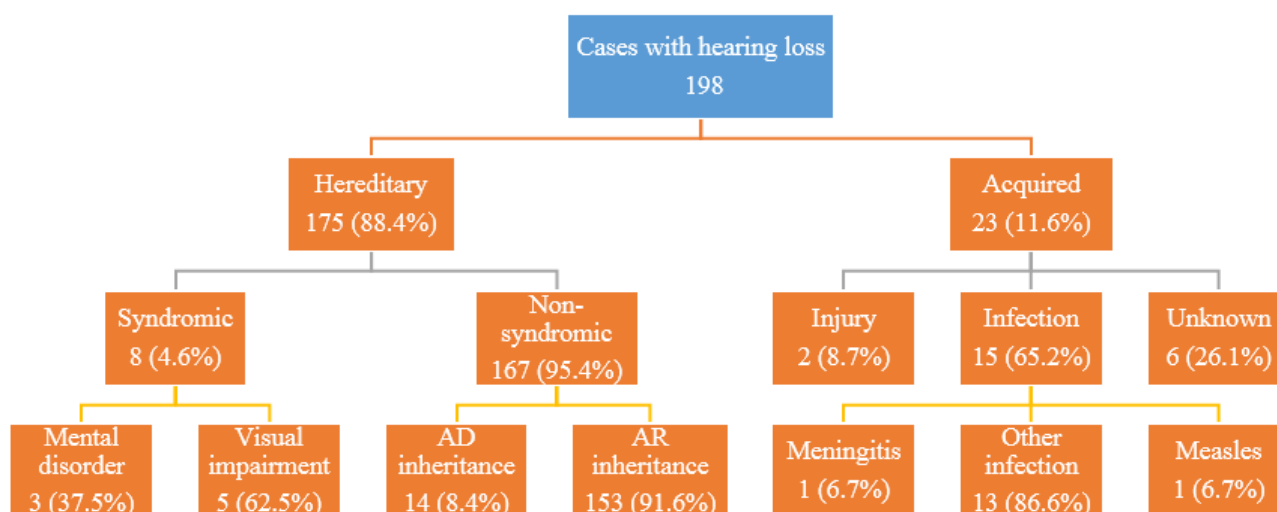 Cases with hearing loss
198
Hereditary
175 (88.4%)
Acquired
23 (11.6%)
Syndromic
8 (4.6%)
Non-
syndromic
167 (95.4%)
Injury
2 (8.7%)
Infection
15 (65.2%)
Unknown
6 (26.1%)
Mental
disorder
3 (37.5%)
Visual
impairment
5 (62.5%)
AD
inheritance
14 (8.4%)
AR
inheritance
153 (91.6%)
Meningitis
1 (6.7%)
Other
infection
13 (86.6%)
Measles
1 (6.7%)